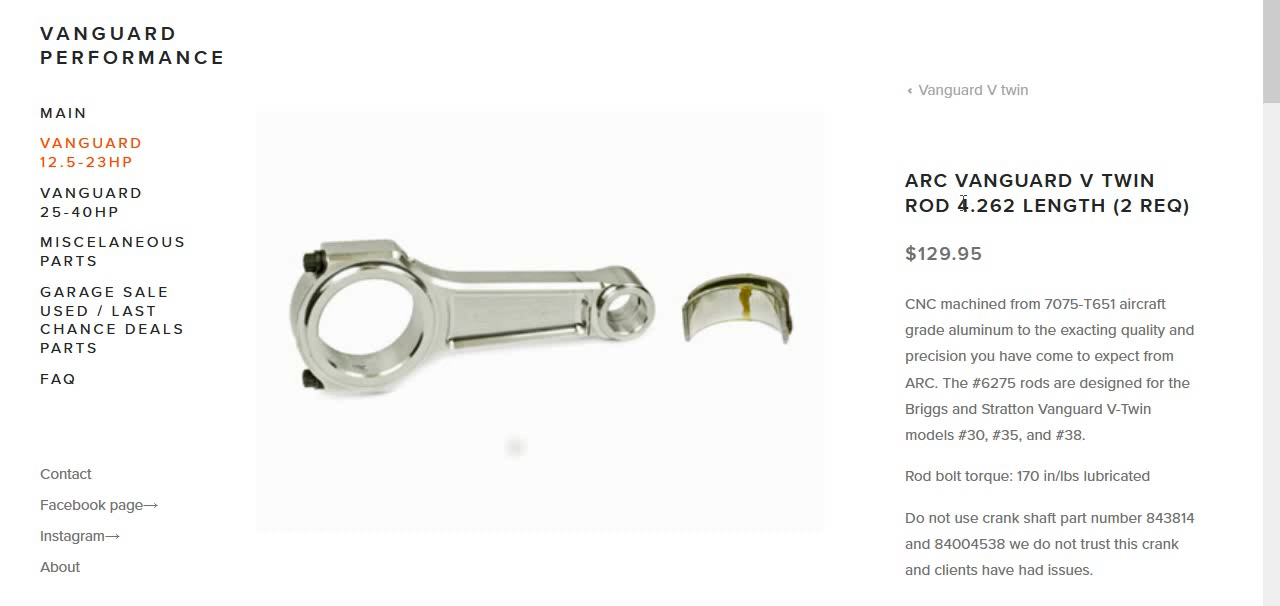 VANGUARD
PERFORMANCE
MAIN
VANGUARD
12.5-23HP
VANGUARD
25-40HP
MISCELANEOUS
PARTS
GARAGE SALE
USED / LAST
CHANCE DEALS
PARTS
FAQ
Contact
Facebook page→
Instagram→
About
‹ Vanguard V twin
ARC VANGUARD V TWIN
ROD 4.262 LENGTH (2 REQ)
$129.95
CNC machined from 7075-T651 aircraft
grade aluminum to the exacting quality and
precision you have come to expect from
ARC. The #6275 rods are designed for the
Briggs and Stratton Vanguard V-Twin
models #30, #35, and #38.
Rod bolt torque: 170 in/lbs lubricated
Do not use crank shaft part number 843814
and 84004538 we do not trust this crank
and clients have had issues.